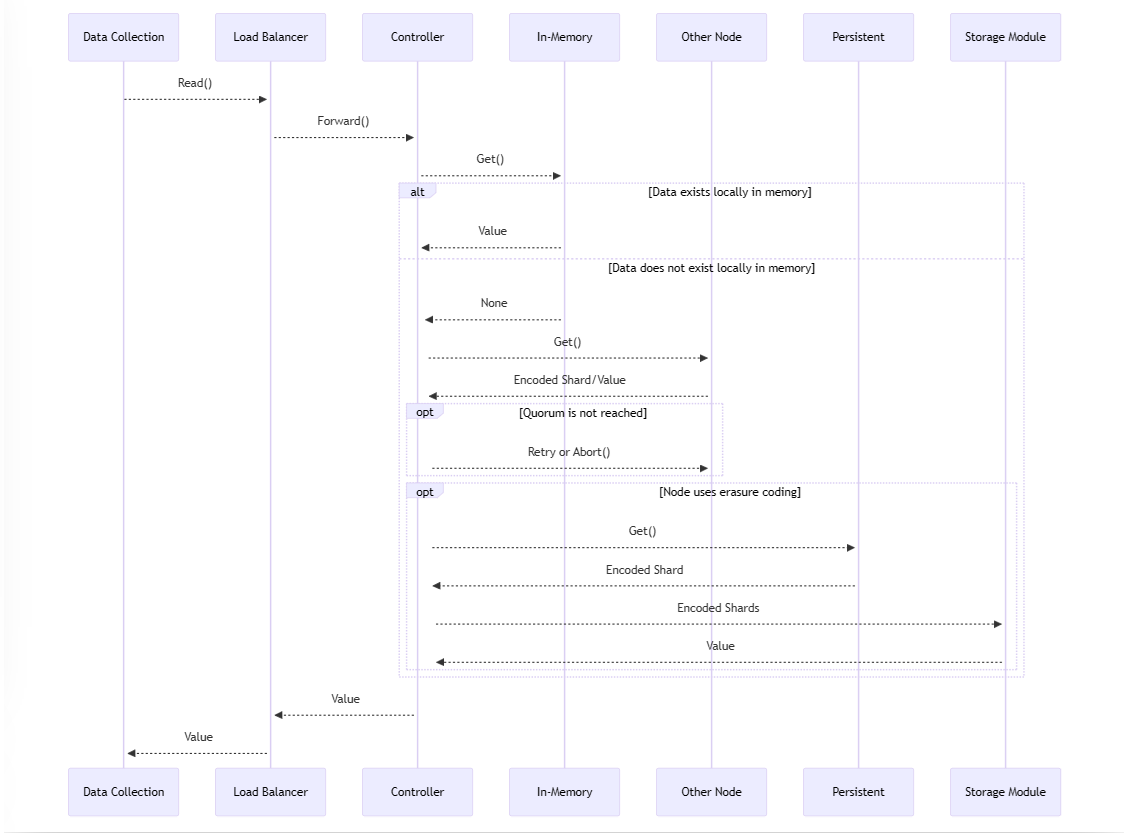 Data Collection
Load Balancer
Controller
In-Memory
Other Node
Persistent
Storage Module
Read()
Forward()
Get()
alt
[Data exists locally in memory]
Value
[Data does not exist locally in memory]
None
Get()
Encoded Shard/Value
opt
[Quorum is not reached]
Retry or Abort()
opt
[Node uses erasure coding]
Get()
Encoded Shard
Encoded Shards
Value
Value
Value
Data Collection
Load Balancer
Controller
In-Memory
Other Node
Persistent
Storage Module